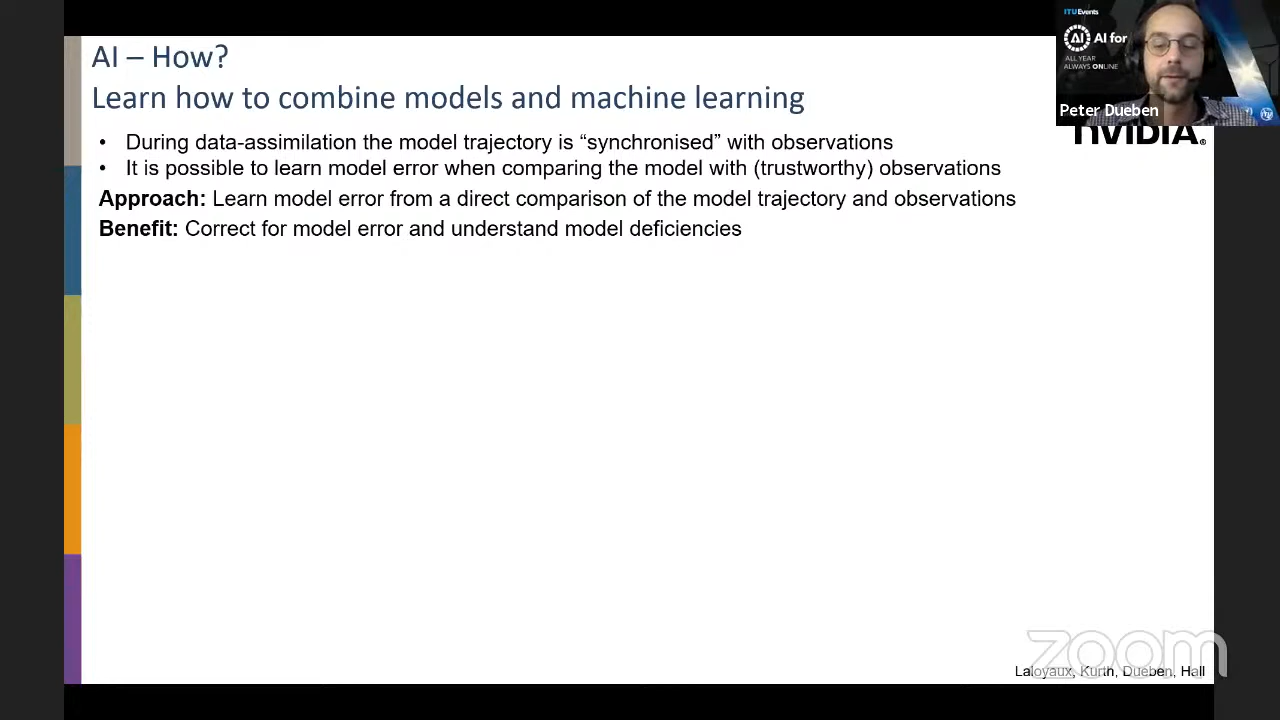 AI – How?
Learn how to combine models and machine learning
• During data-assimilation the model trajectory is “synchronised” with observations
• It is possible to learn model error when comparing the model with (trustworthy) observations
Approach: Learn model error from a direct comparison of the model trajectory and observations
Benefit: Correct for model error and understand model deficiencies
ITUEvents
AI AI for
ALL YEAR
ALWAYS ONLINE
Peter Dueben
NVIDIA.
zoom
Laloyaux, Kurth, Dueben, Hall